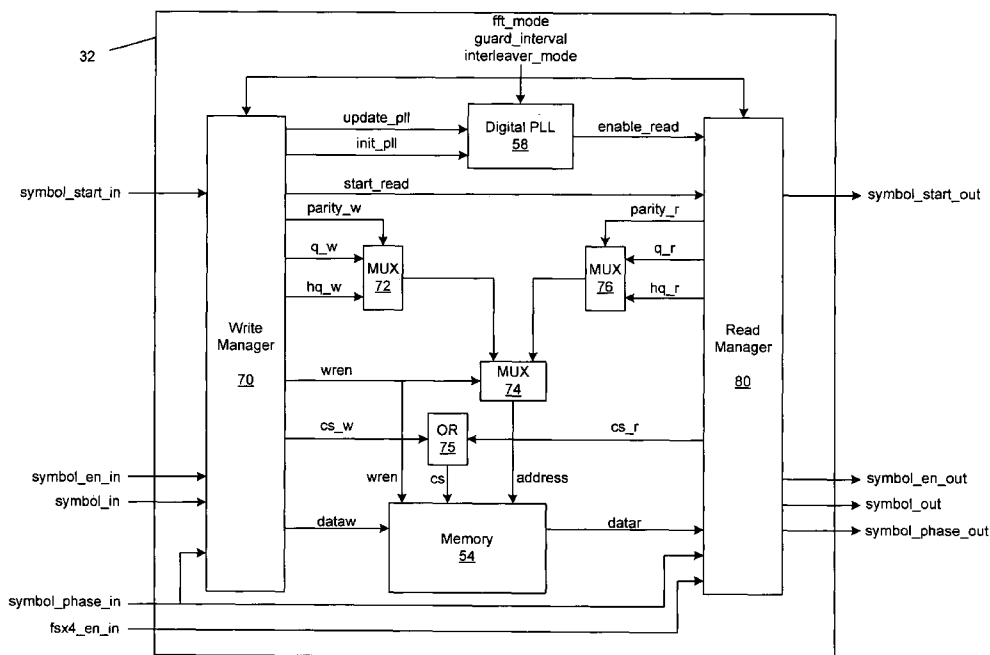 fft_mode
guard_interval
interleaver_mode
32
update_pll
init_pll
Digital PLL
58
enable_read
symbol_start_in
start_read
symbol_start_out
parity_w
parity_r
q_w
MUX
72
hq_w
MUX
76
q_r
hq_r
Write
Manager
70
Read
Manager
80
wren
MUX
74
cs_w
OR
75
cs_r
wren
cs
address
symbol_en_in
symbol_in
symbol_en_out
symbol_out
symbol_phase_out
dataw
Memory
54
datar
symbol_phase_in
fsx4_en_in